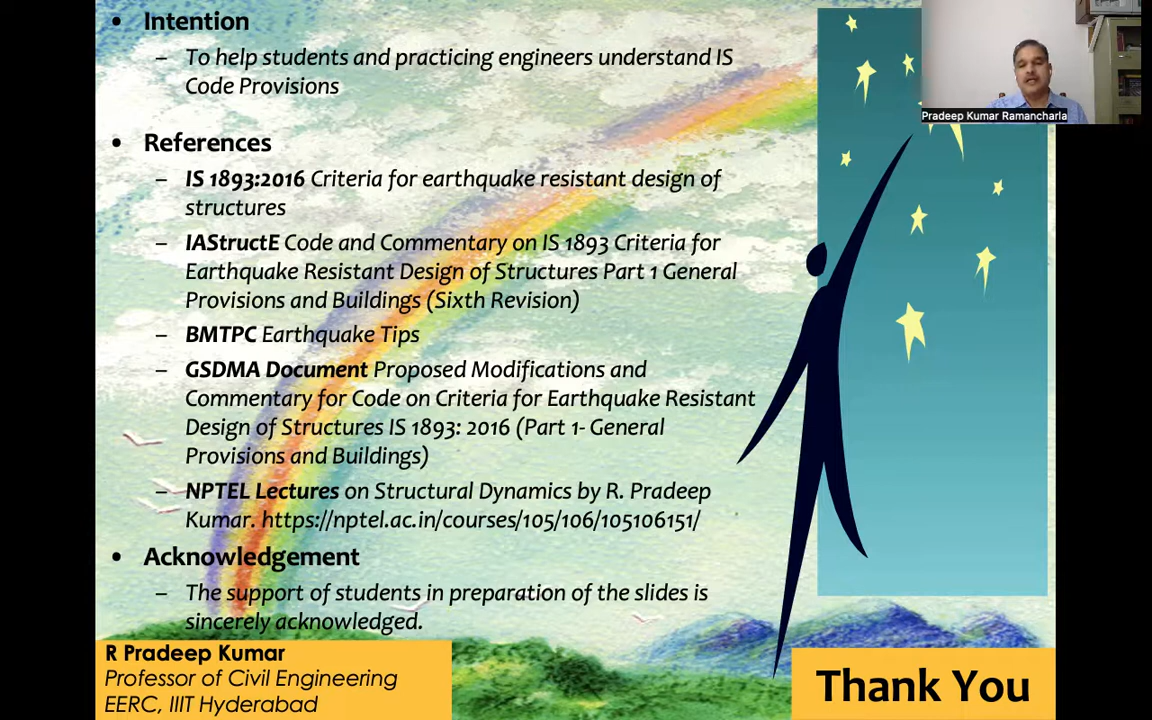 • Intention
– To help students and practicing engineers understand IS
Code Provisions
• References
– IS 1893:2016 Criteria for earthquake resistant design of
structures
– IAStructE Code and Commentary on IS 1893 Criteria for
Earthquake Resistant Design of Structures Part 1 General
Provisions and Buildings (Sixth Revision)
– BMTPC Earthquake Tips
– GSDMA Document Proposed Modifications and
Commentary for Code on Criteria for Earthquake Resistant
Design of Structures IS 1893: 2016 (Part 1- General
Provisions and Buildings)
– NPTEL Lectures on Structural Dynamics by R. Pradeep
Kumar. https://nptel.ac.in/courses/105/106/105106151/
• Acknowledgement
– The support of students in preparation of the slides is
sincerely acknowledged.
R Pradeep Kumar
Professor of Civil Engineering
EERC, IIIT Hyderabad
Thank You
Pradeep Kumar Ramancharla